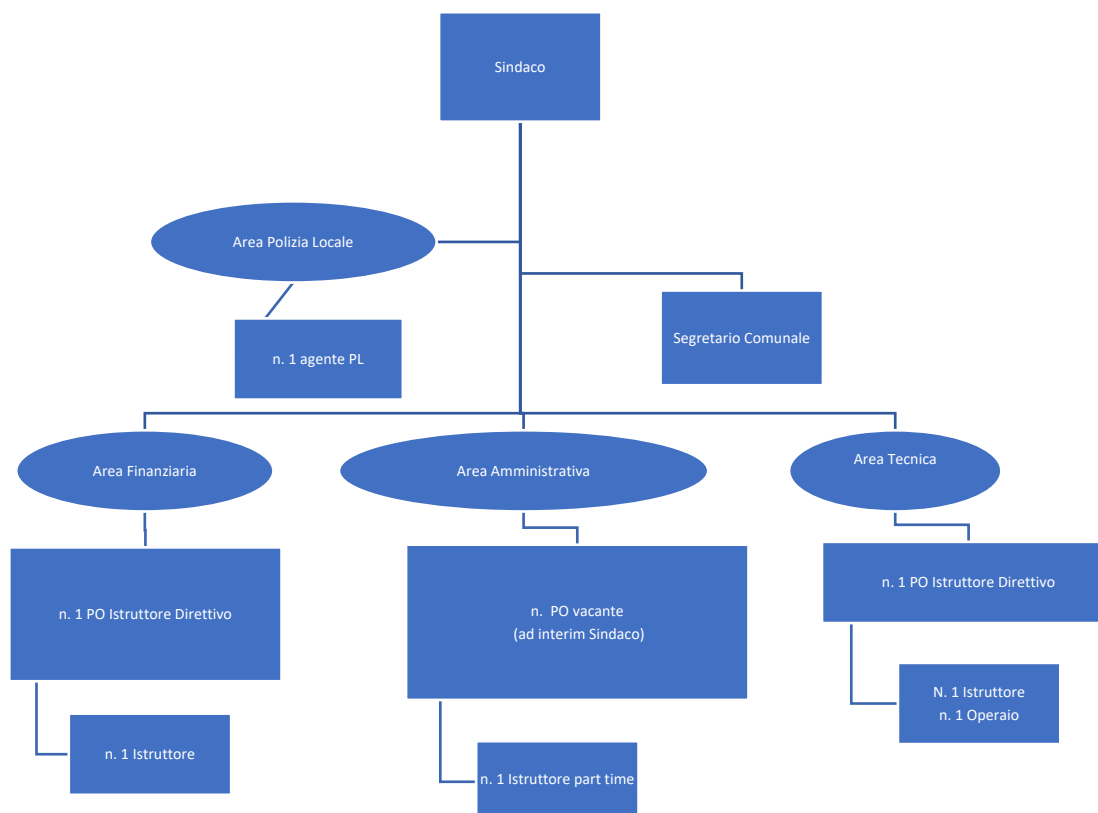 Sindaco
Area Polizia Locale
n. 1 agente PL
Segretario Comunale
Area Finanziaria
Area Amministrativa
Area Tecnica
n. 1 PO Istruttore Direttivo
n. PO vacante
(ad interim Sindaco)
n. 1 PO Istruttore Direttivo
n. 1 Istruttore
n. 1 Istruttore part time
N. 1 Istruttore
n. 1 Operaio